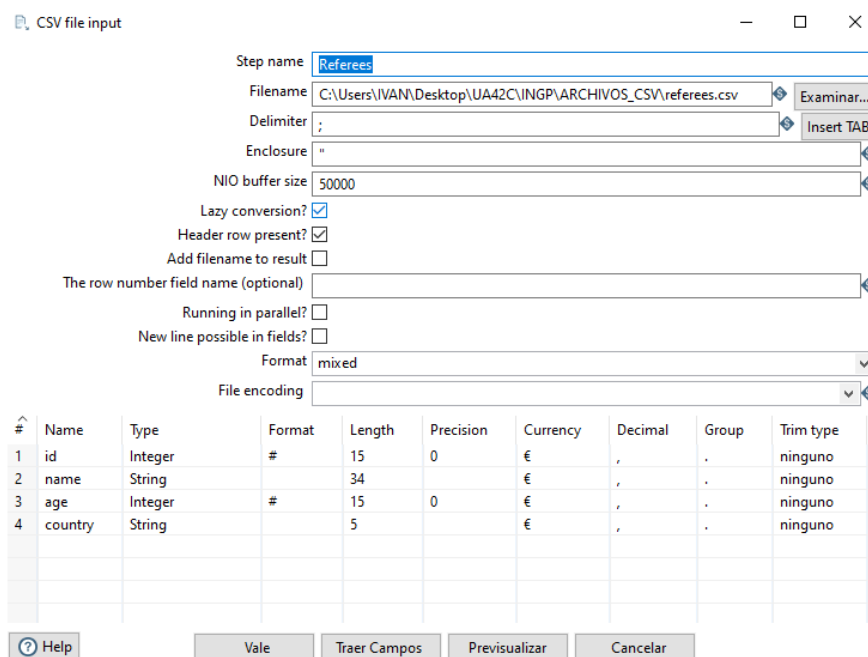 CSV file input
Step name Referees
Filename C:\Users\IVAN\Desktop\UA42C\INGP\ARCHIVOS_CSV\referees.csv Examinar...
Delimiter ; Insert TAB
Enclosure "
NIO buffer size 50000
Lazy conversion?
Header row present?
Add filename to result
The row number field name (optional)
Running in parallel?
New line possible in fields?
Format mixed
File encoding
# Name Type Format Length Precision Currency Decimal Group Trim type
1 id Integer # 15 0 € , . ninguno
2 name String 34 € , . ninguno
3 age Integer # 15 0 € , . ninguno
4 country String 5 € , . ninguno
Help Vale Traer Campos Previsualizar Cancelar